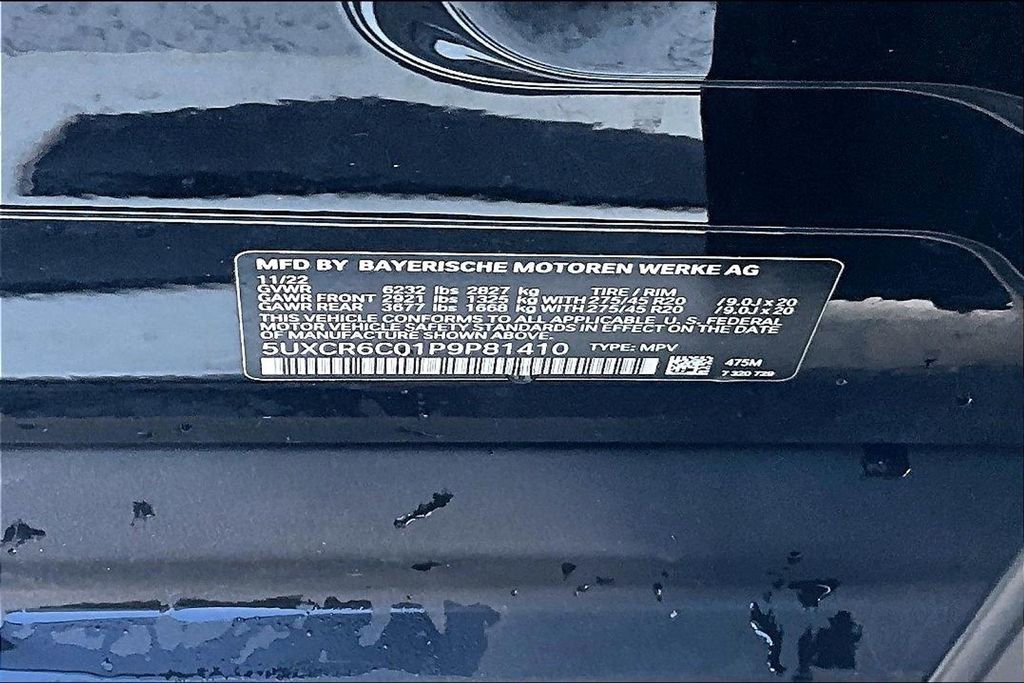 MFD BY BAYERISCHE MOTOREN WERKE AG
11/22
GVWR 6232 lbs 2827 kg TIRE / RIM
GAWR FRONT 2921 lbs 1325 kg WITH 275/45 R20 / 9.0J x 20
GAWR REAR 3677 lbs 1668 kg WITH 275/45 R20 / 9.0J x 20
THIS VEHICLE CONFORMS TO ALL APPLICABLE U.S. FEDERAL
MOTOR VEHICLE SAFETY STANDARDS IN EFFECT ON THE DATE
OF MANUFACTURE SHOWN ABOVE.
5UXCR6C01P9P81410 TYPE: MPV
475M
7 320 729